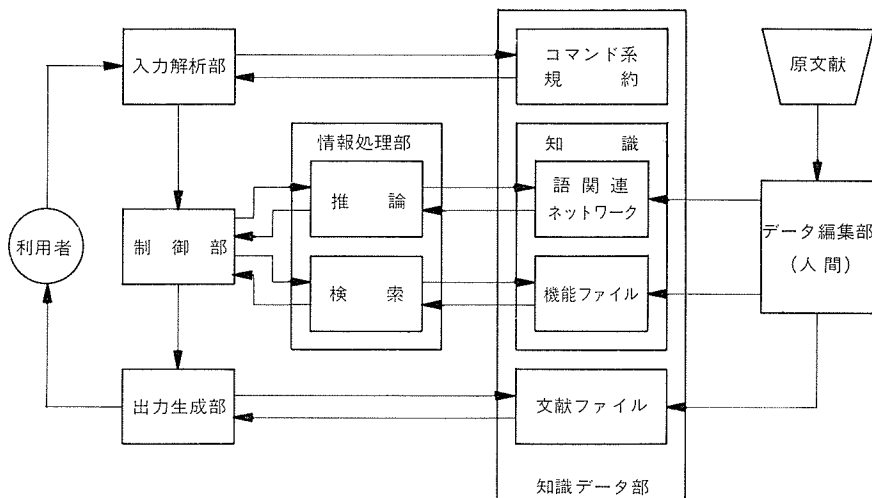 入力解析部
コマンド系
規約
原文献
情報処理部
知識
推論
語関連
ネットワーク
利用者
制御部
データ編集部
(人間)
検索
機能ファイル
出力生成部
文献ファイル
知識データ部